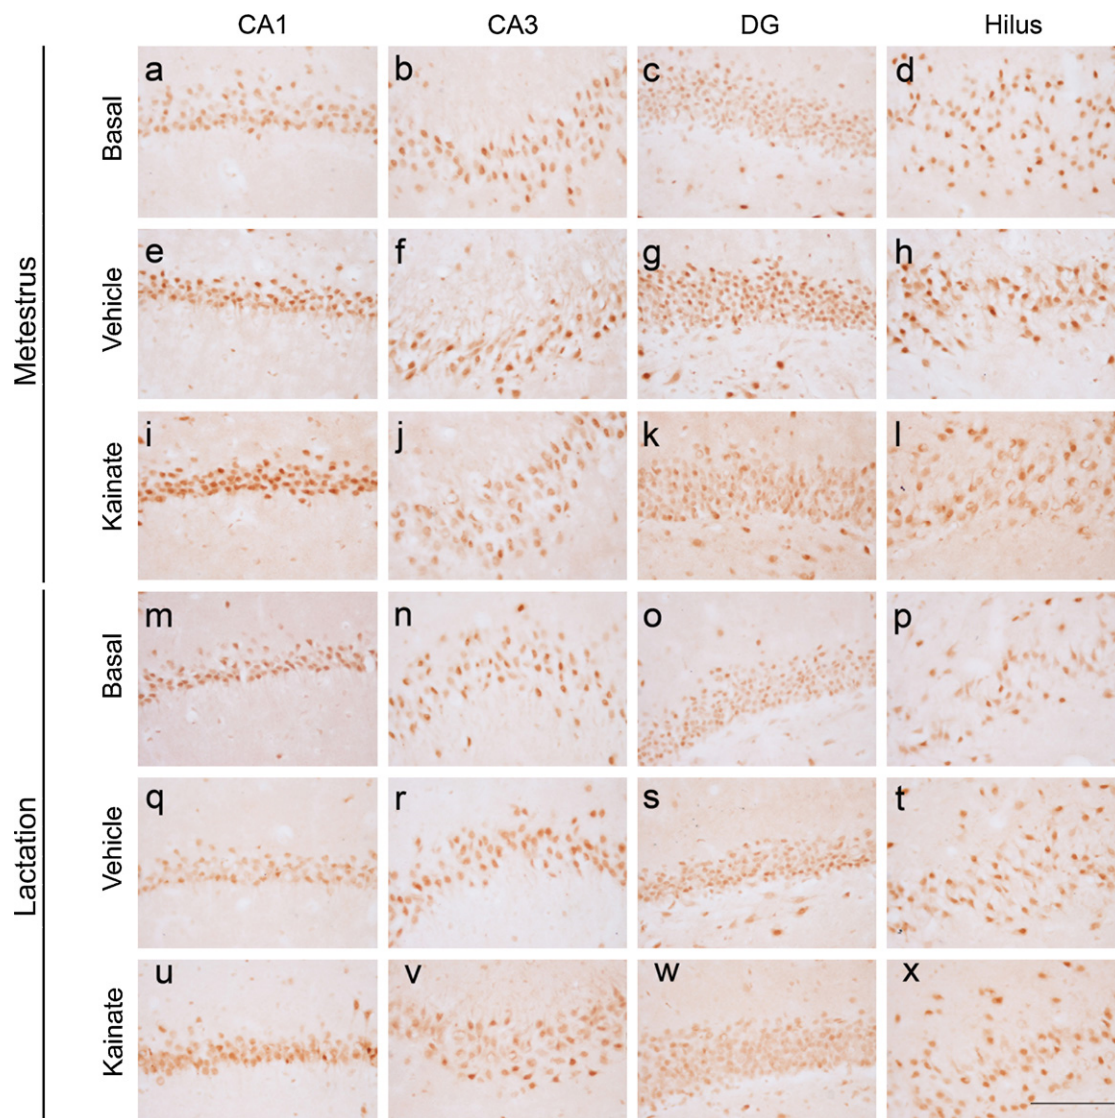 CA1 CA3 DG Hilus
Metestrus
Basal
a b c d
Vehicle
e f g h
Kainate
i j k l
Lactation
Basal
m n o p
Vehicle
q r s t
Kainate
u v w x